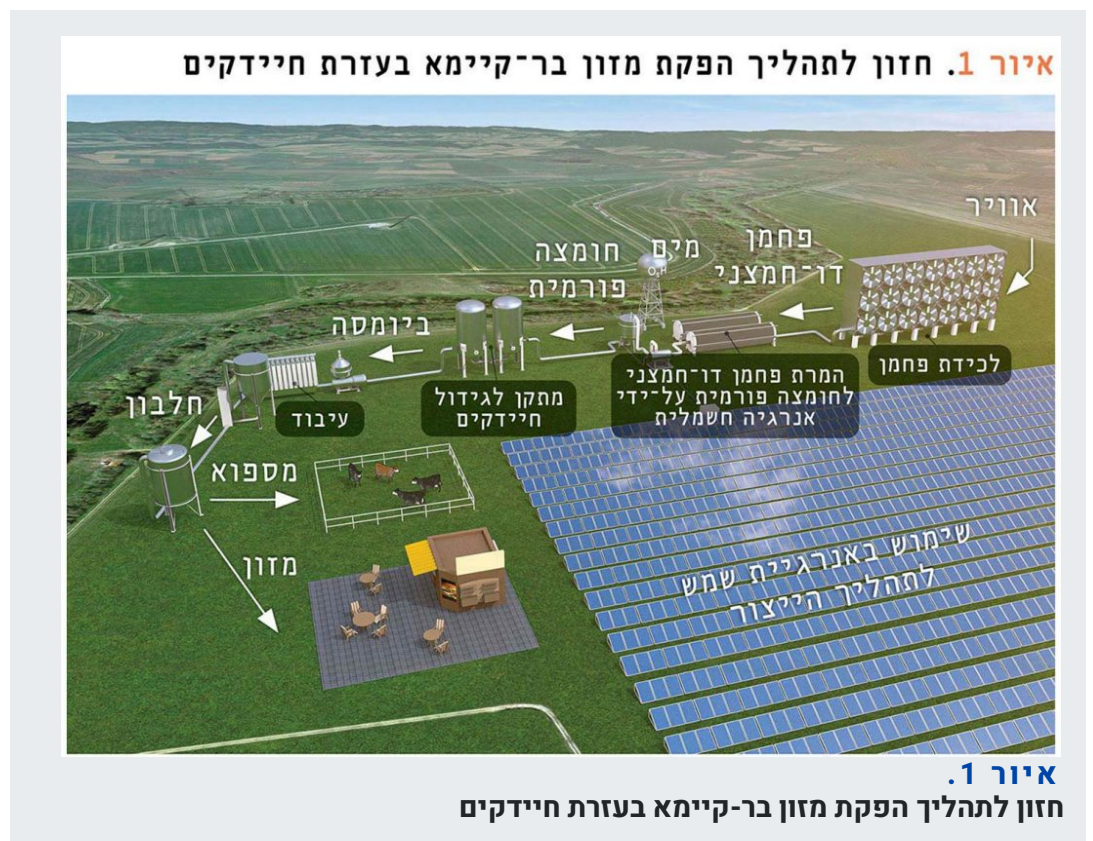 איור 1. חזון לתהליך הפקת מזון בר־קיימא בעזרת חיידקים
אוויר
פחמן
דו־חמצני
מים
O₂H
חומצה
פורמית
ביומסה
לכידת פחמן
המרת פחמן דו־חמצני
לחומצה פורמית על־ידי
אנרגיה חשמלית
מתקן לגידול
חיידקים
עיבוד
חלבון
מספוא
מזון
שימוש באנרגיית שמש
לתהליך הייצור
איור 1.
חזון לתהליך הפקת מזון בר-קיימא בעזרת חיידקים